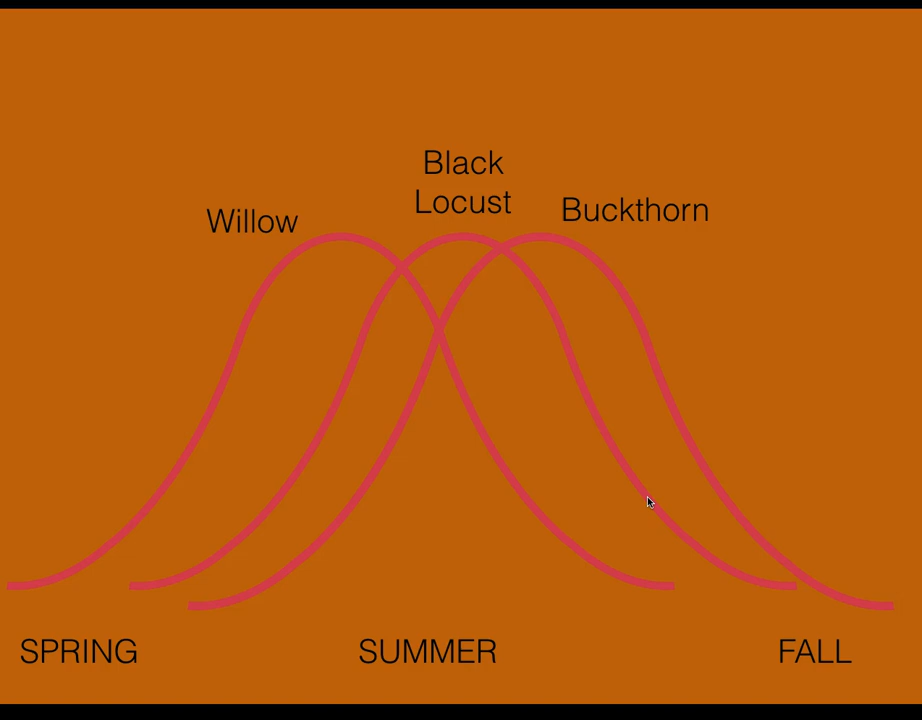 Black
Locust
Willow
Buckthorn
SPRING
SUMMER
FALL